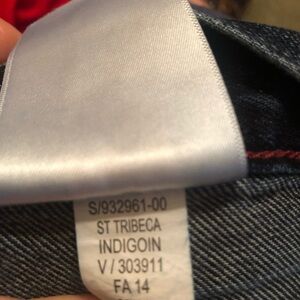 S/932961-00
ST TRIBECA
INDIGOIN
V / 303911
FA 14